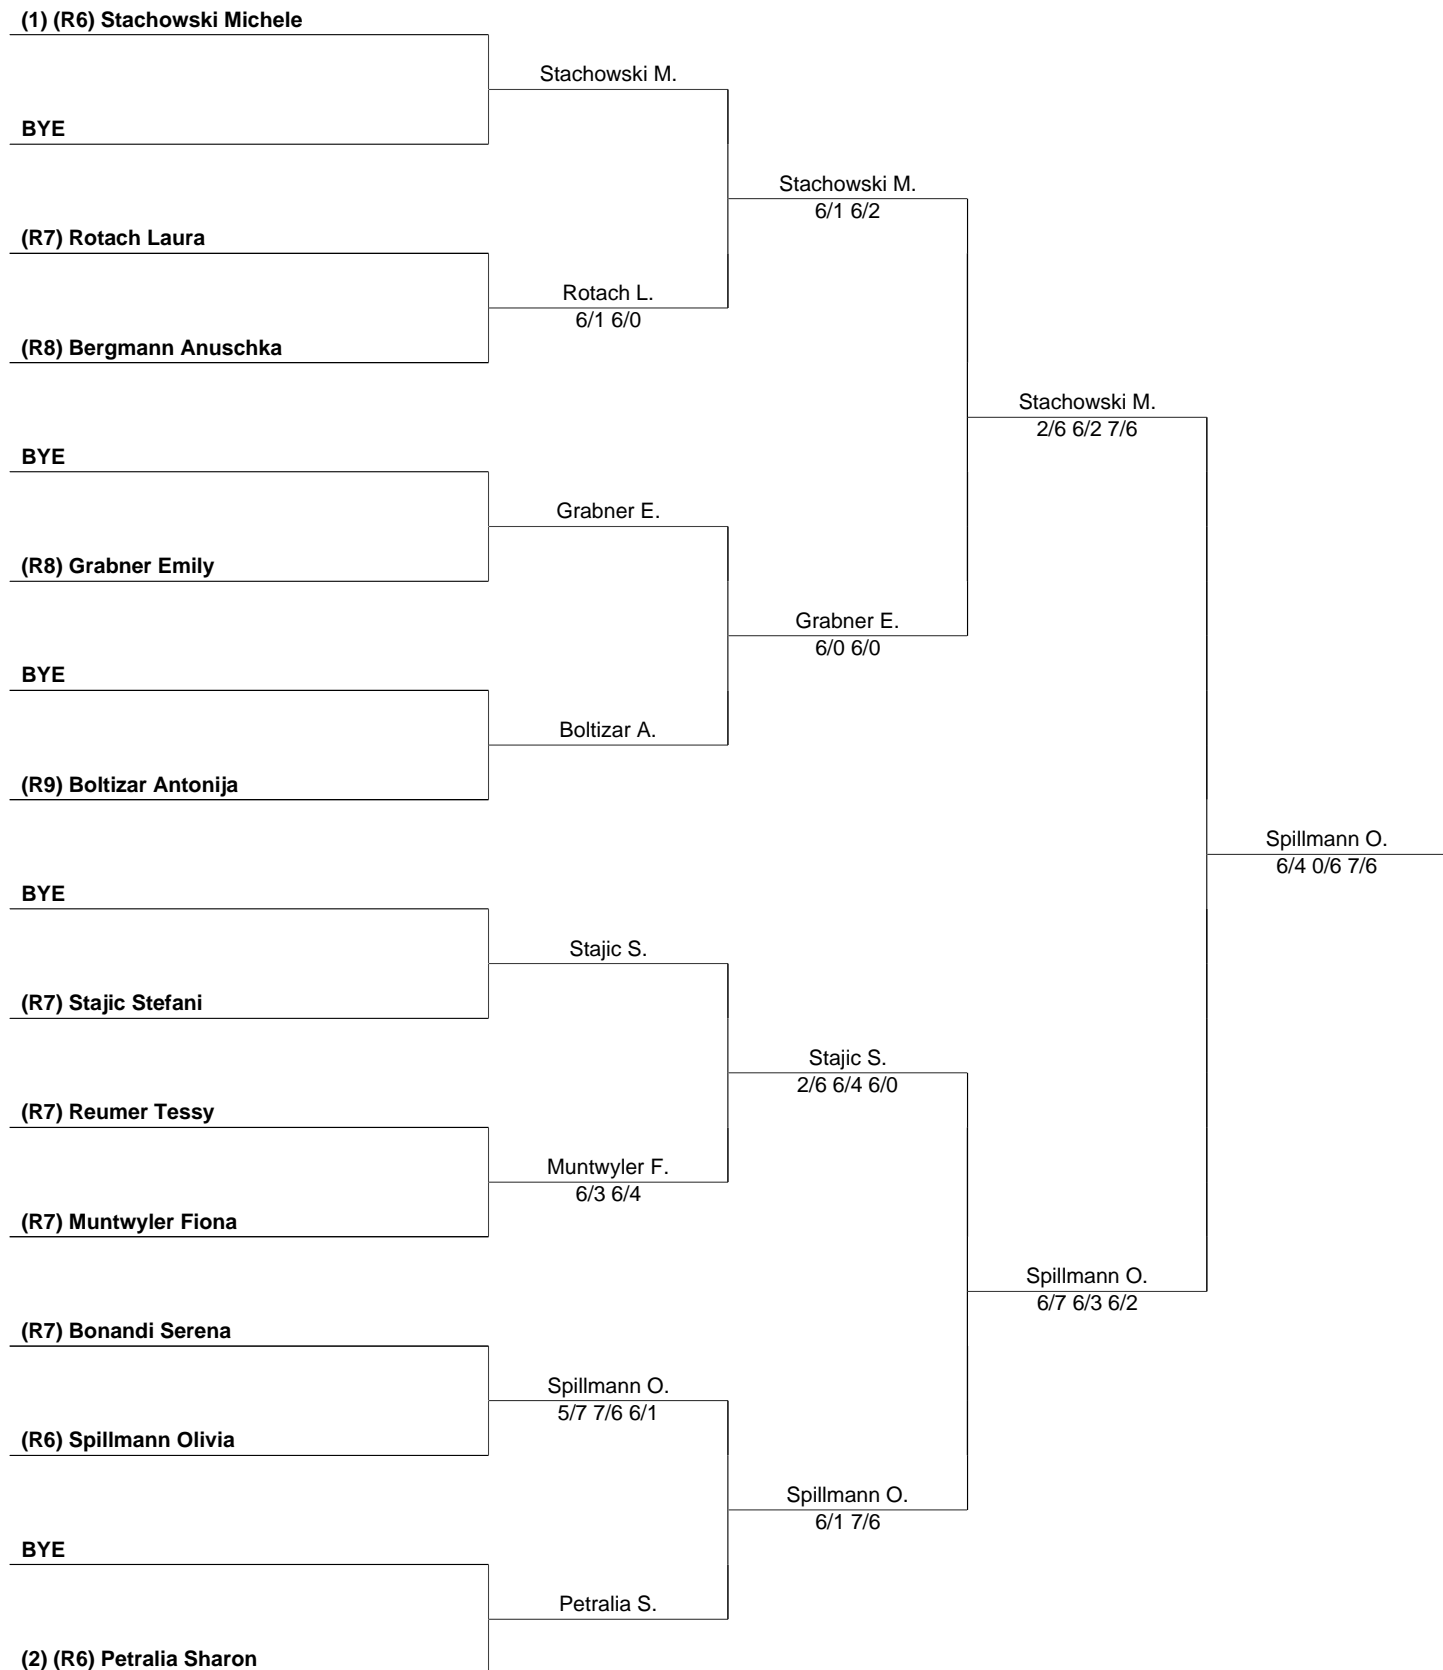 (1) (R6) Stachowski Michele
Stachowski M.
BYE
Stachowski M.
6/1 6/2
(R7) Rotach Laura
Rotach L.
6/1 6/0
(R8) Bergmann Anuschka
Stachowski M.
2/6 6/2 7/6
BYE
Grabner E.
(R8) Grabner Emily
Grabner E.
6/0 6/0
BYE
Boltizar A.
(R9) Boltizar Antonija
Spillmann O.
6/4 0/6 7/6
BYE
Stajic S.
(R7) Stajic Stefani
Stajic S.
2/6 6/4 6/0
(R7) Reumer Tessy
Muntwyler F.
6/3 6/4
(R7) Muntwyler Fiona
Spillmann O.
6/7 6/3 6/2
(R7) Bonandi Serena
Spillmann O.
5/7 7/6 6/1
(R6) Spillmann Olivia
Spillmann O.
6/1 7/6
BYE
Petralia S.
(2) (R6) Petralia Sharon